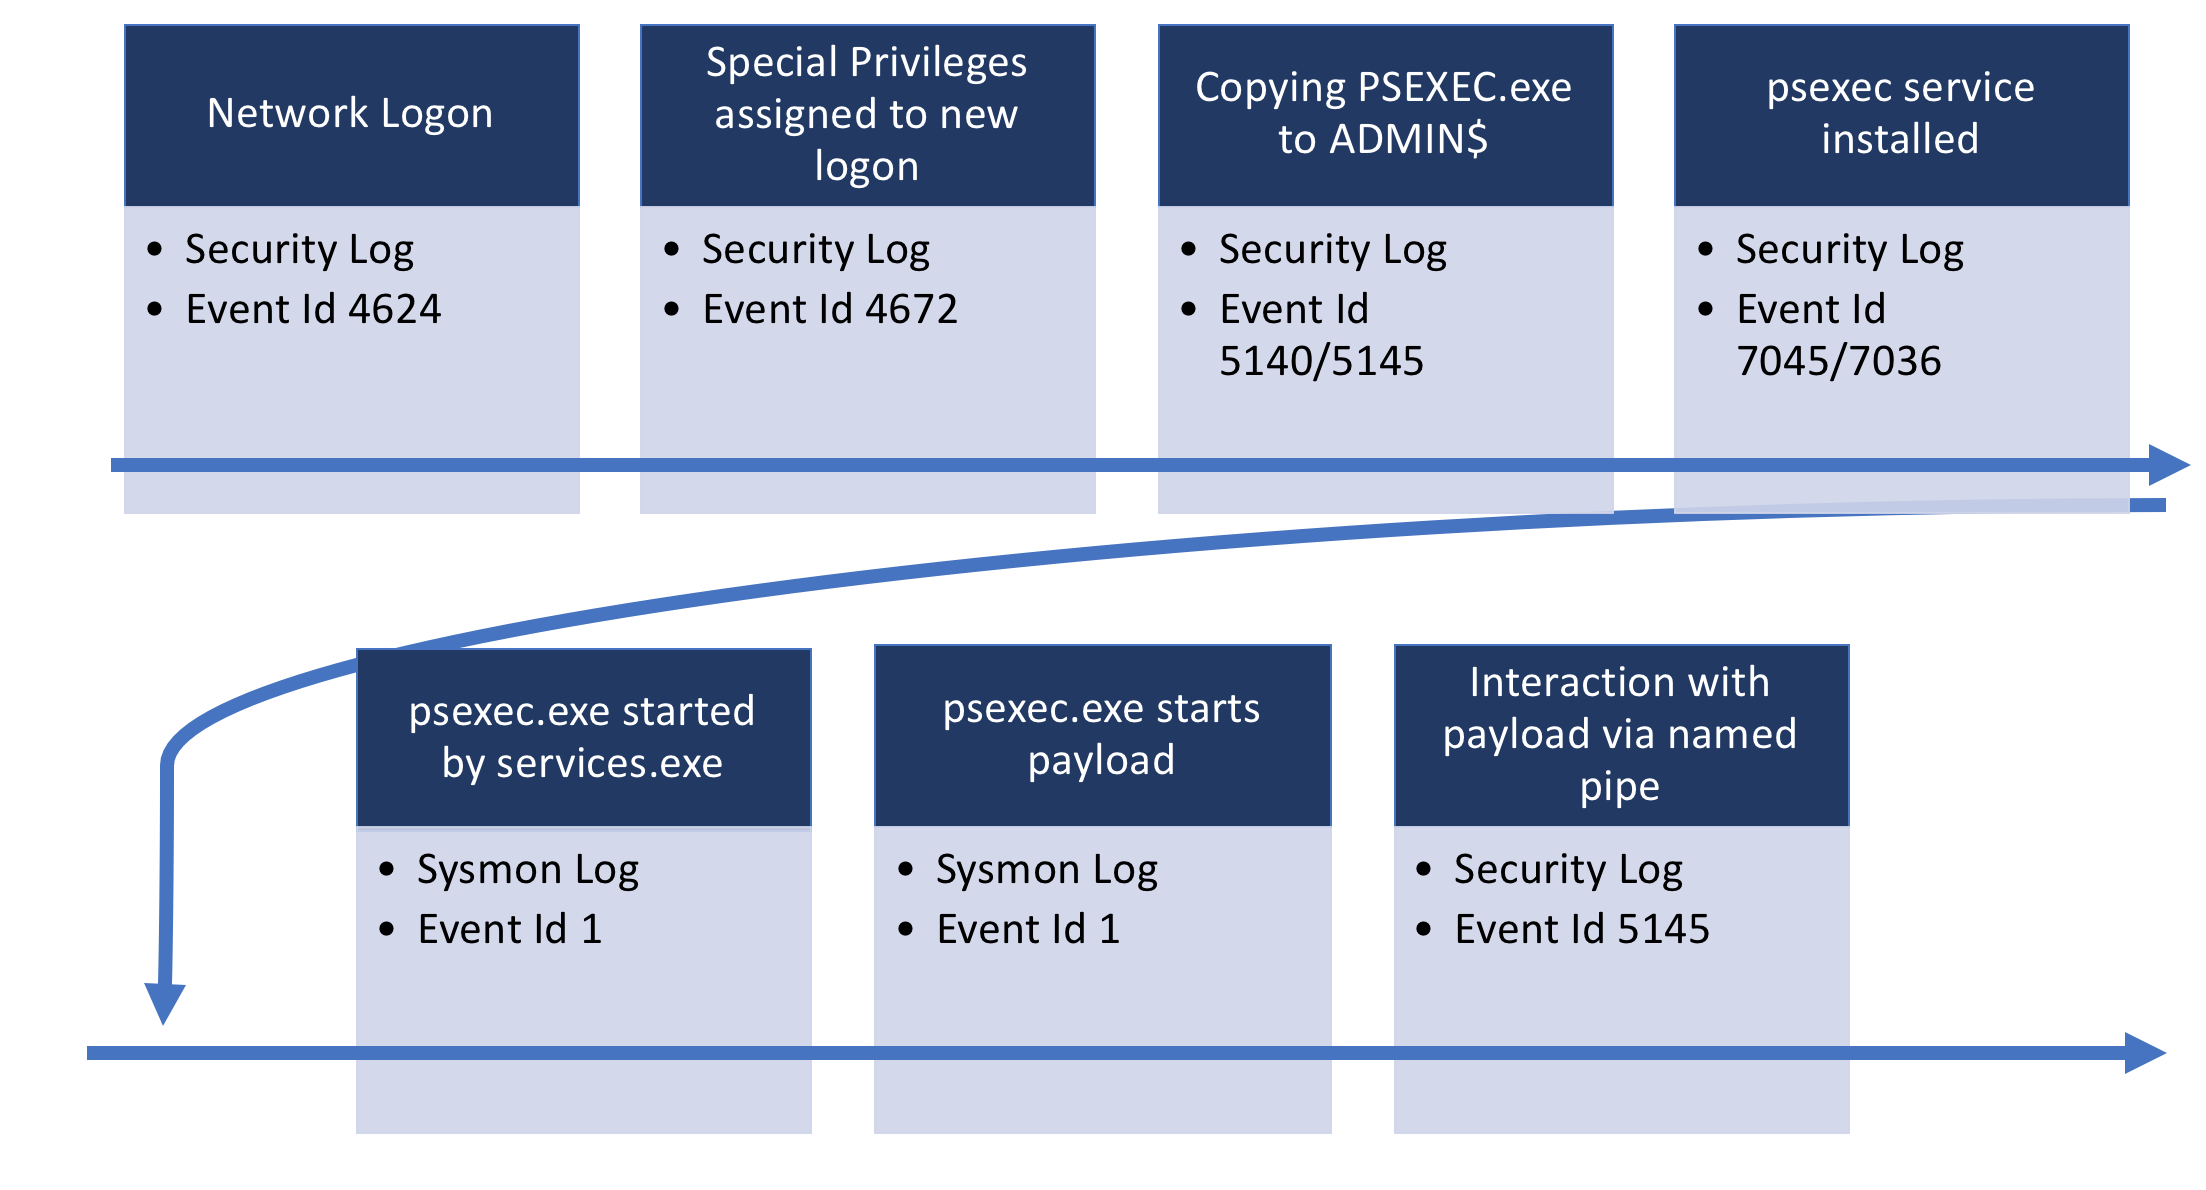 Network Logon
• Security Log
• Event Id 4624
Special Privileges
assigned to new
logon
• Security Log
• Event Id 4672
Copying PSEXEC.exe
to ADMIN$
• Security Log
• Event Id
5140/5145
psexec service
installed
• Security Log
• Event Id
7045/7036
psexec.exe started
by services.exe
• Sysmon Log
• Event Id 1
psexec.exe starts
payload
• Sysmon Log
• Event Id 1
Interaction with
payload via named
pipe
• Security Log
• Event Id 5145